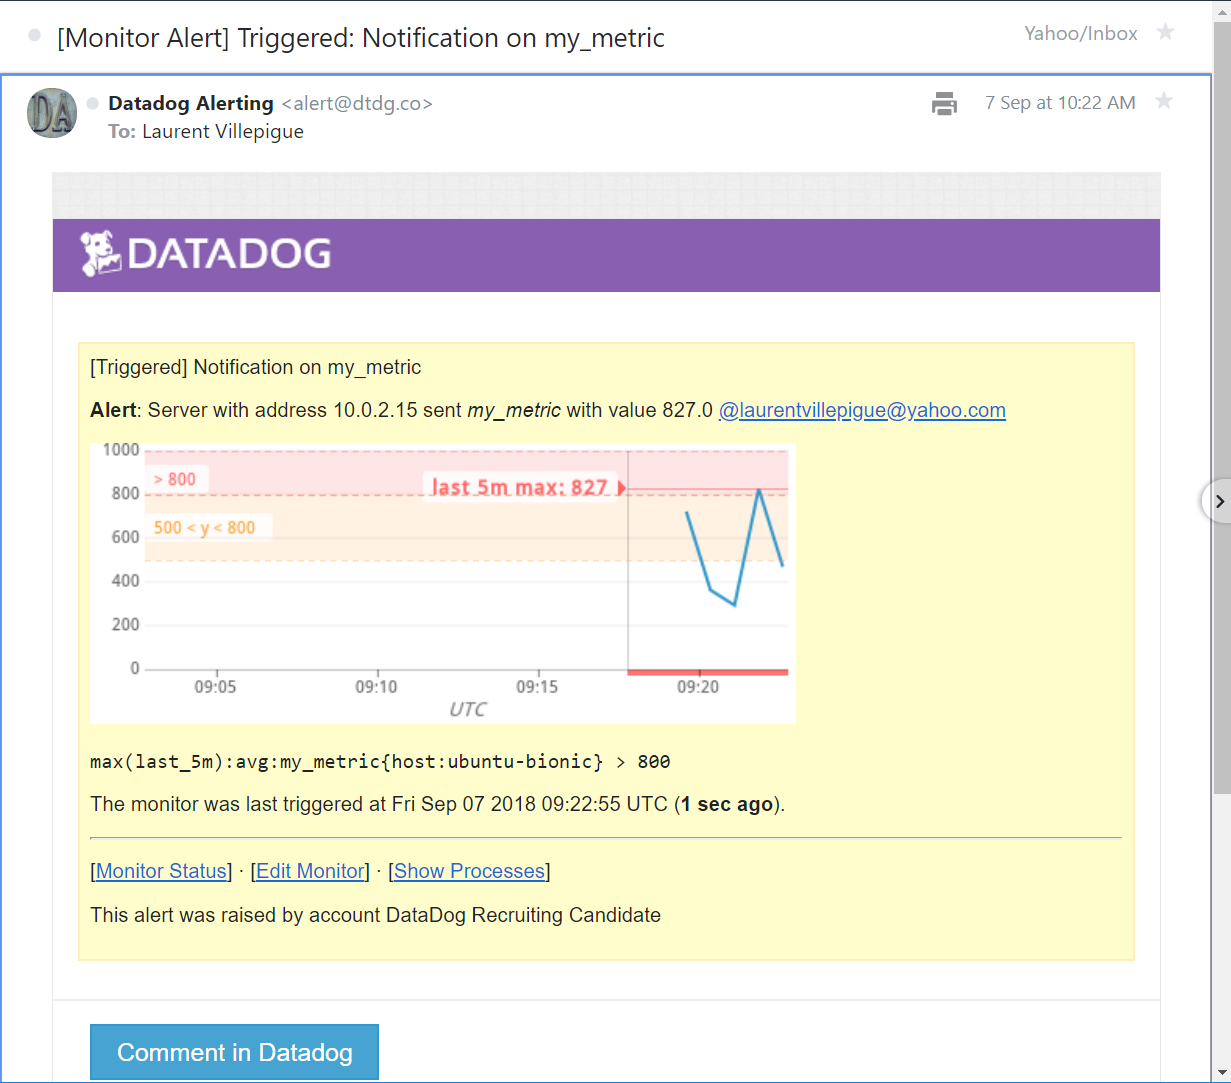 [Monitor Alert] Triggered: Notification on my_metric
Yahoo/Inbox
DA
Datadog Alerting <alert@dtdg.co>
7 Sep at 10:22 AM
To: Laurent Villepigue
DATADOG
[Triggered] Notification on my_metric
Alert: Server with address 10.0.2.15 sent my_metric with value 827.0 @laurentvillepigue@yahoo.com
1000
> 800
last 5m max: 827
800
500 < y < 800
600
400
200
0
09:05 09:10 09:15 09:20
UTC
max(last_5m):avg:my_metric{host:ubuntu-bionic} > 800
The monitor was last triggered at Fri Sep 07 2018 09:22:55 UTC (1 sec ago).
[Monitor Status] · [Edit Monitor] · [Show Processes]
This alert was raised by account DataDog Recruiting Candidate
Comment in Datadog